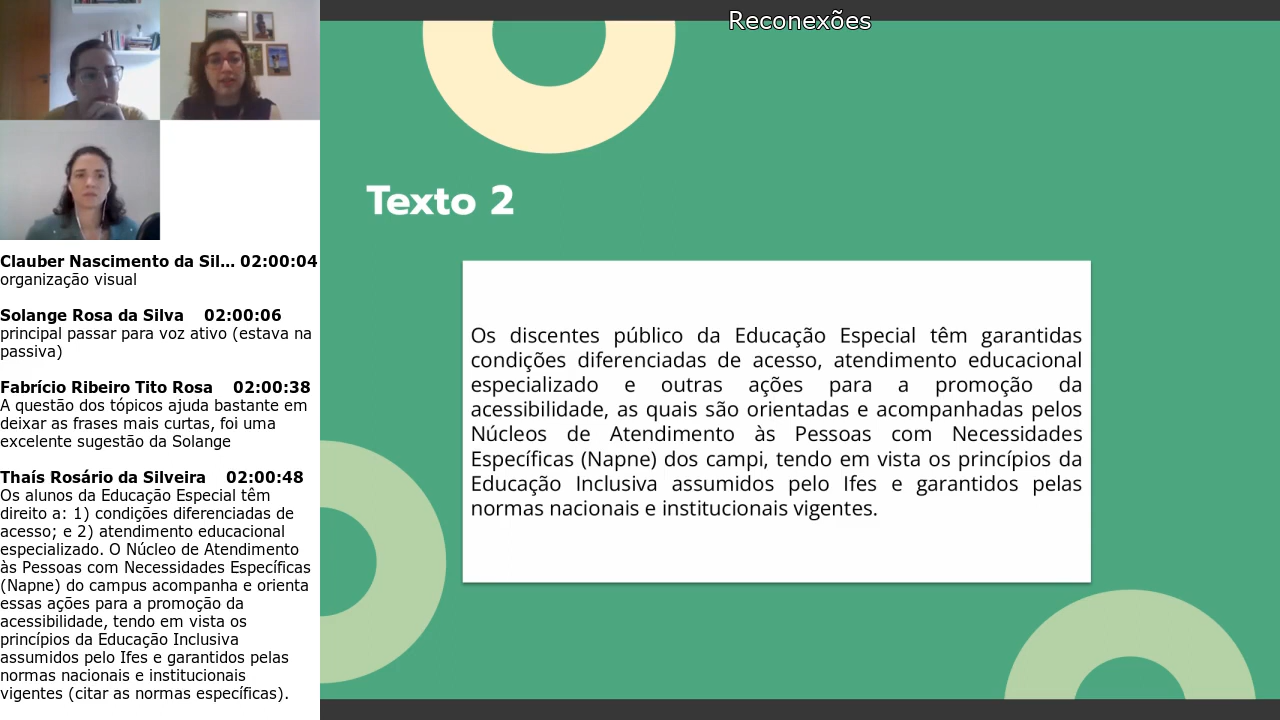 Reconexões
Texto 2
Os discentes público da Educação Especial têm garantidas
condições diferenciadas de acesso, atendimento educacional
especializado e outras ações para a promoção da
acessibilidade, as quais são orientadas e acompanhadas pelos
Núcleos de Atendimento às Pessoas com Necessidades
Específicas (Napne) dos campi, tendo em vista os princípios da
Educação Inclusiva assumidos pelo Ifes e garantidos pelas
normas nacionais e institucionais vigentes.
Clauber Nascimento da Sil... 02:00:04
organização visual
Solange Rosa da Silva 02:00:06
principal passar para voz ativo (estava na
passiva)
Fabrício Ribeiro Tito Rosa 02:00:38
A questão dos tópicos ajuda bastante em
deixar as frases mais curtas, foi uma
excelente sugestão da Solange
Thaís Rosário da Silveira 02:00:48
Os alunos da Educação Especial têm
direito a: 1) condições diferenciadas de
acesso; e 2) atendimento educacional
especializado. O Núcleo de Atendimento
às Pessoas com Necessidades Específicas
(Napne) do campus acompanha e orienta
essas ações para a promoção da
acessibilidade, tendo em vista os
princípios da Educação Inclusiva
assumidos pelo Ifes e garantidos pelas
normas nacionais e institucionais
vigentes (citar as normas específicas).